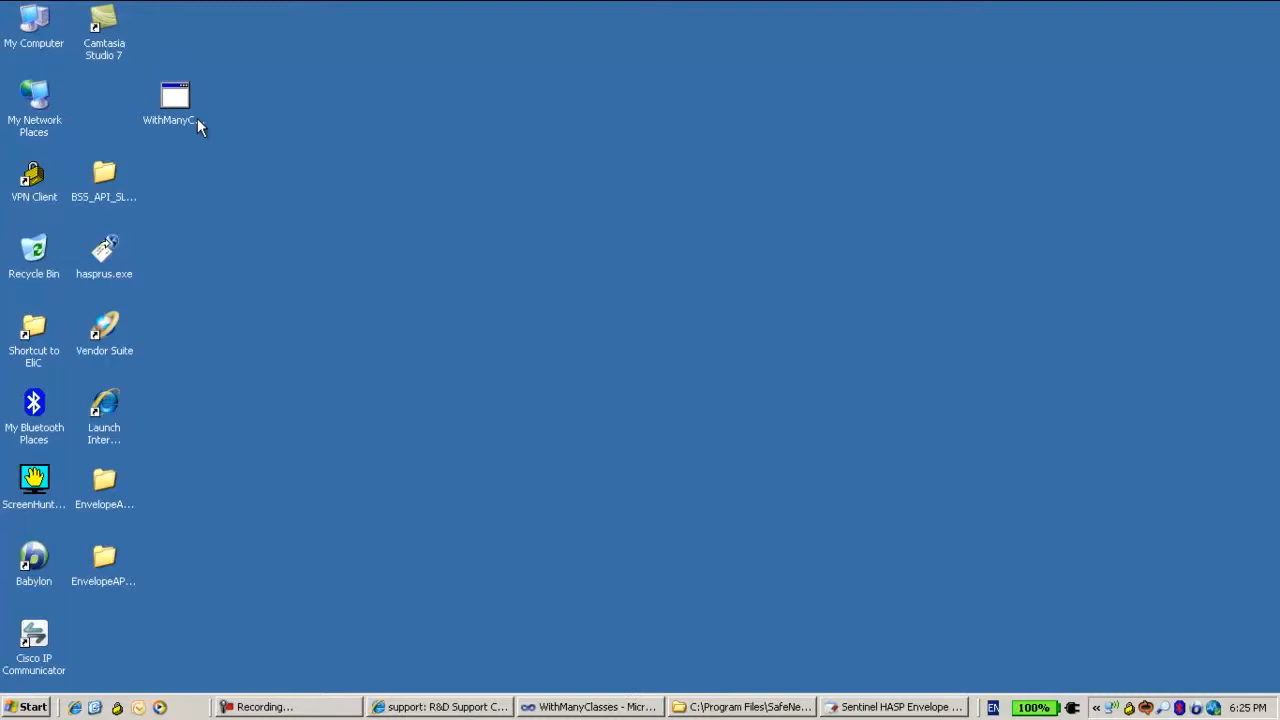 My Computer
Camtasia
Studio 7
My Network
Places
WithManyC...
VPN Client
BSS_API_SL...
Recycle Bin
hasprus.exe
Shortcut to
EliC
Vendor Suite
My Bluetooth
Places
Launch
Inter...
ScreenHunt...
EnvelopeA...
Babylon
EnvelopeAP...
Cisco IP
Communicator
Start
Recording...
support: R&D Support C...
WithManyClasses - Micr...
C:\Program Files\SafeNe...
Sentinel HASP Envelope ...
EN
100%
«
6:25 PM